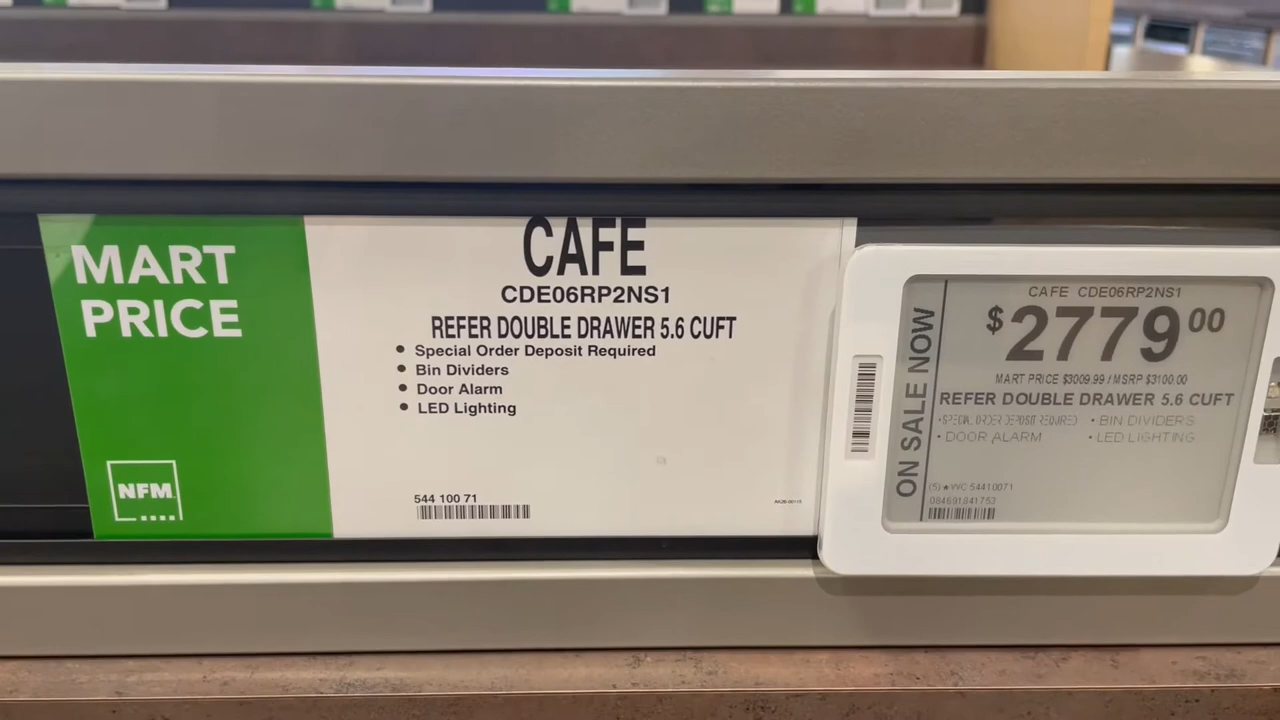 MART
PRICE
NFM
CAFE
CDE06RP2NS1
REFER DOUBLE DRAWER 5.6 CUFT
• Special Order Deposit Required
• Bin Dividers
• Door Alarm
• LED Lighting
544 100 71
ON SALE NOW
CAFE CDE06RP2NS1
$2779 00
MART PRICE $3009.99 / MSRP $3100.00
REFER DOUBLE DRAWER 5.6 CUFT
• SPECIAL ORDER DEPOSIT REQUIRED • BIN DIVIDERS
• DOOR ALARM • LED LIGHTING
(5) ★ WC 54410071
084691841753